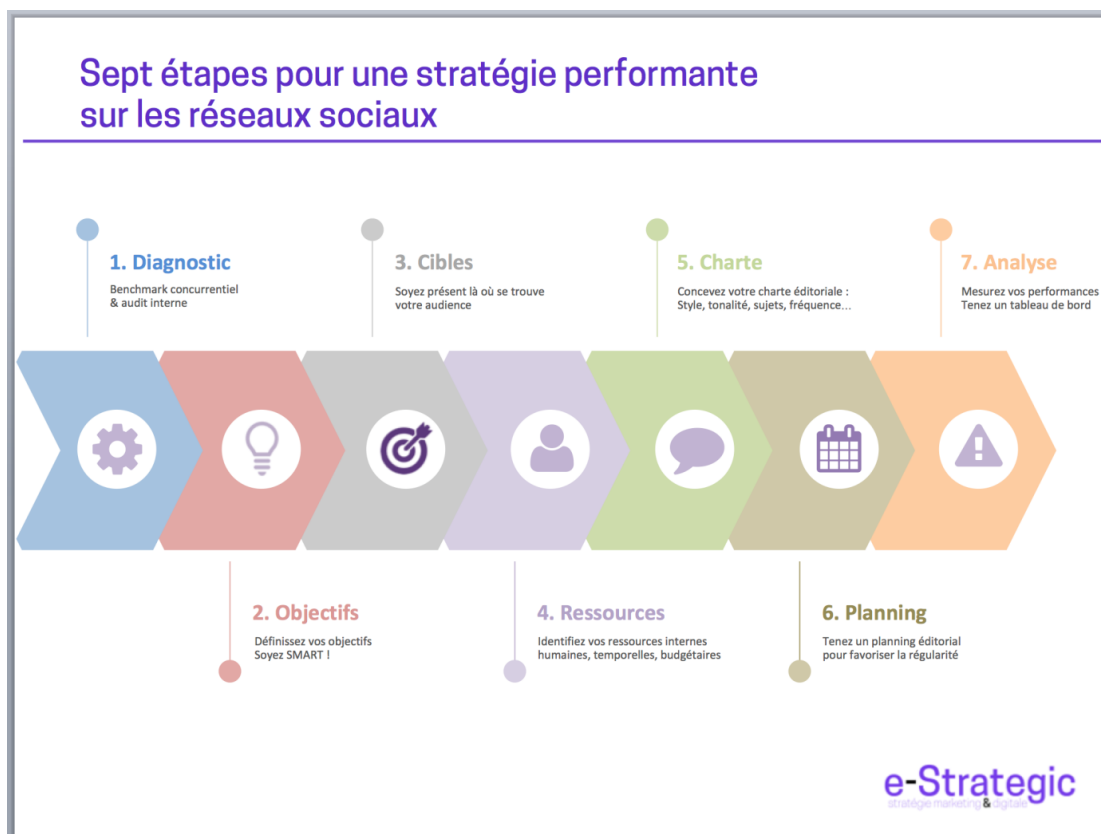 Sept étapes pour une stratégie performante
sur les réseaux sociaux
1. Diagnostic
Benchmark concurrentiel
& audit interne
2. Objectifs
Définissez vos objectifs
Soyez SMART !
3. Cibles
Soyez présent là où se trouve
votre audience
4. Ressources
Identifiez vos ressources internes
humaines, temporelles, budgétaires
5. Charte
Concevez votre charte éditoriale :
Style, tonalité, sujets, fréquence…
6. Planning
Tenez un planning éditorial
pour favoriser la régularité
7. Analyse
Mesurez vos performances
Tenez un tableau de bord
e-Strategic
stratégie marketing & digitale